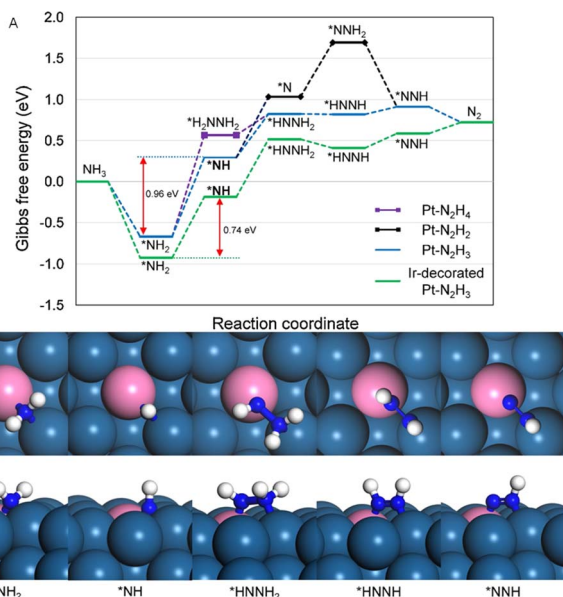 A
2.0
1.5
1.0
0.5
0.0
-0.5
-1.0
-1.5
Gibbs free energy (eV)
NH₃
*NH₂
*NH₂
0.96 eV
*H₂NNH₂
*NH
*NH
0.74 eV
*N
*HNNH₂
*HNNH₂
*NNH₂
*HNNH
*HNNH
*NNH
*NNH
N₂
Pt-N₂H₄
Pt-N₂H₂
Pt-N₂H₃
Ir-decorated
Pt-N₂H₃
Reaction coordinate
NH₂
*NH
*HNNH₂
*HNNH
*NNH